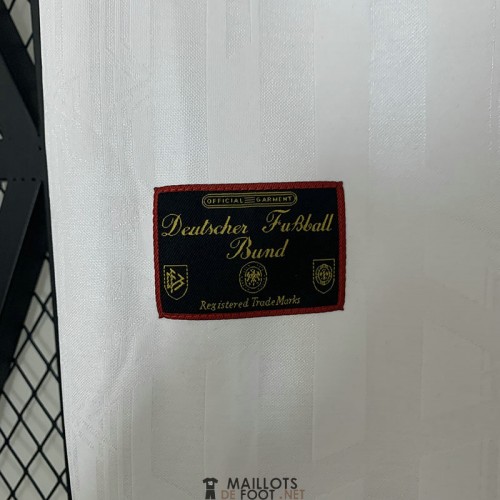 OFFICIAL GARMENT
Deutscher Fußball
Bund
Registered TradeMarks
MAILLOTS
DE FOOT.NET